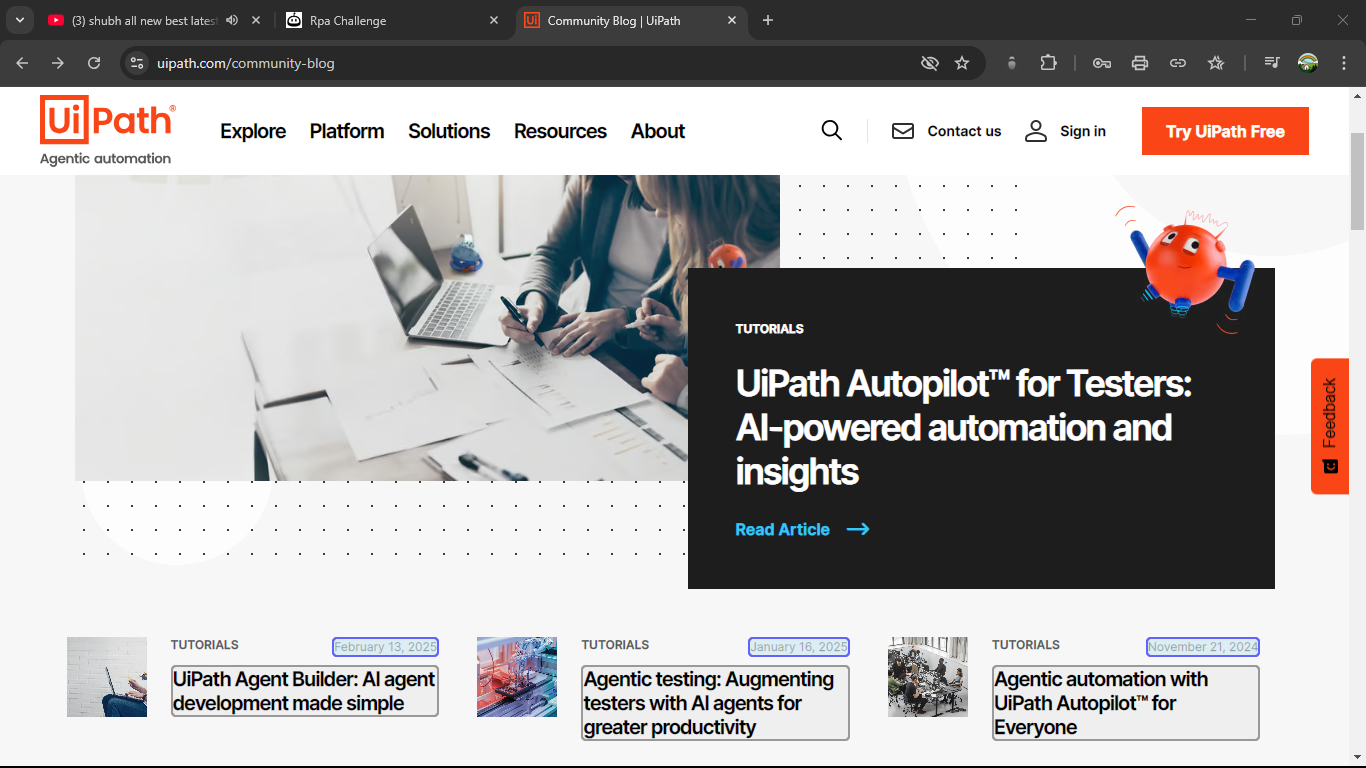 (3) shubh all new best latest
Rpa Challenge
Community Blog | UiPath
uipath.com/community-blog
UiPath®
Agentic automation
Explore
Platform
Solutions
Resources
About
Contact us
Sign in
Try UiPath Free
TUTORIALS
UiPath Autopilot™ for Testers:
AI-powered automation and
insights
Read Article
Feedback
TUTORIALS
February 13, 2025
UiPath Agent Builder: AI agent
development made simple
TUTORIALS
January 16, 2025
Agentic testing: Augmenting
testers with AI agents for
greater productivity
TUTORIALS
November 21, 2024
Agentic automation with
UiPath Autopilot™ for
Everyone